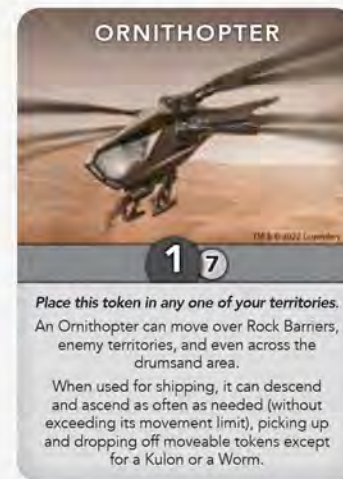 ORNITHOPTER
TM & © 2022 Legendary
1 7
Place this token in any one of your territories.
An Ornithopter can move over Rock Barriers,
enemy territories, and even across the
drumsand area.
When used for shipping, it can descend
and ascend as often as needed (without
exceeding its movement limit), picking up
and dropping off moveable tokens except
for a Kulon or a Worm.